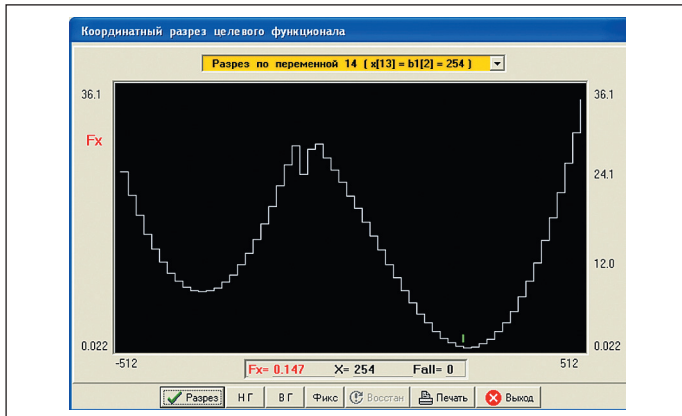 Координатный разрез целевого функционала
Разрез по переменной 14 ( x[13] = b1[2] = 254 )
36.1
36.1
Fx
24.1
12.0
0.022
0.022
-512
512
Fx= 0.147 X= 254 Fall= 0
Разрез Н Г В Г Фикс Восстан Печать Выход